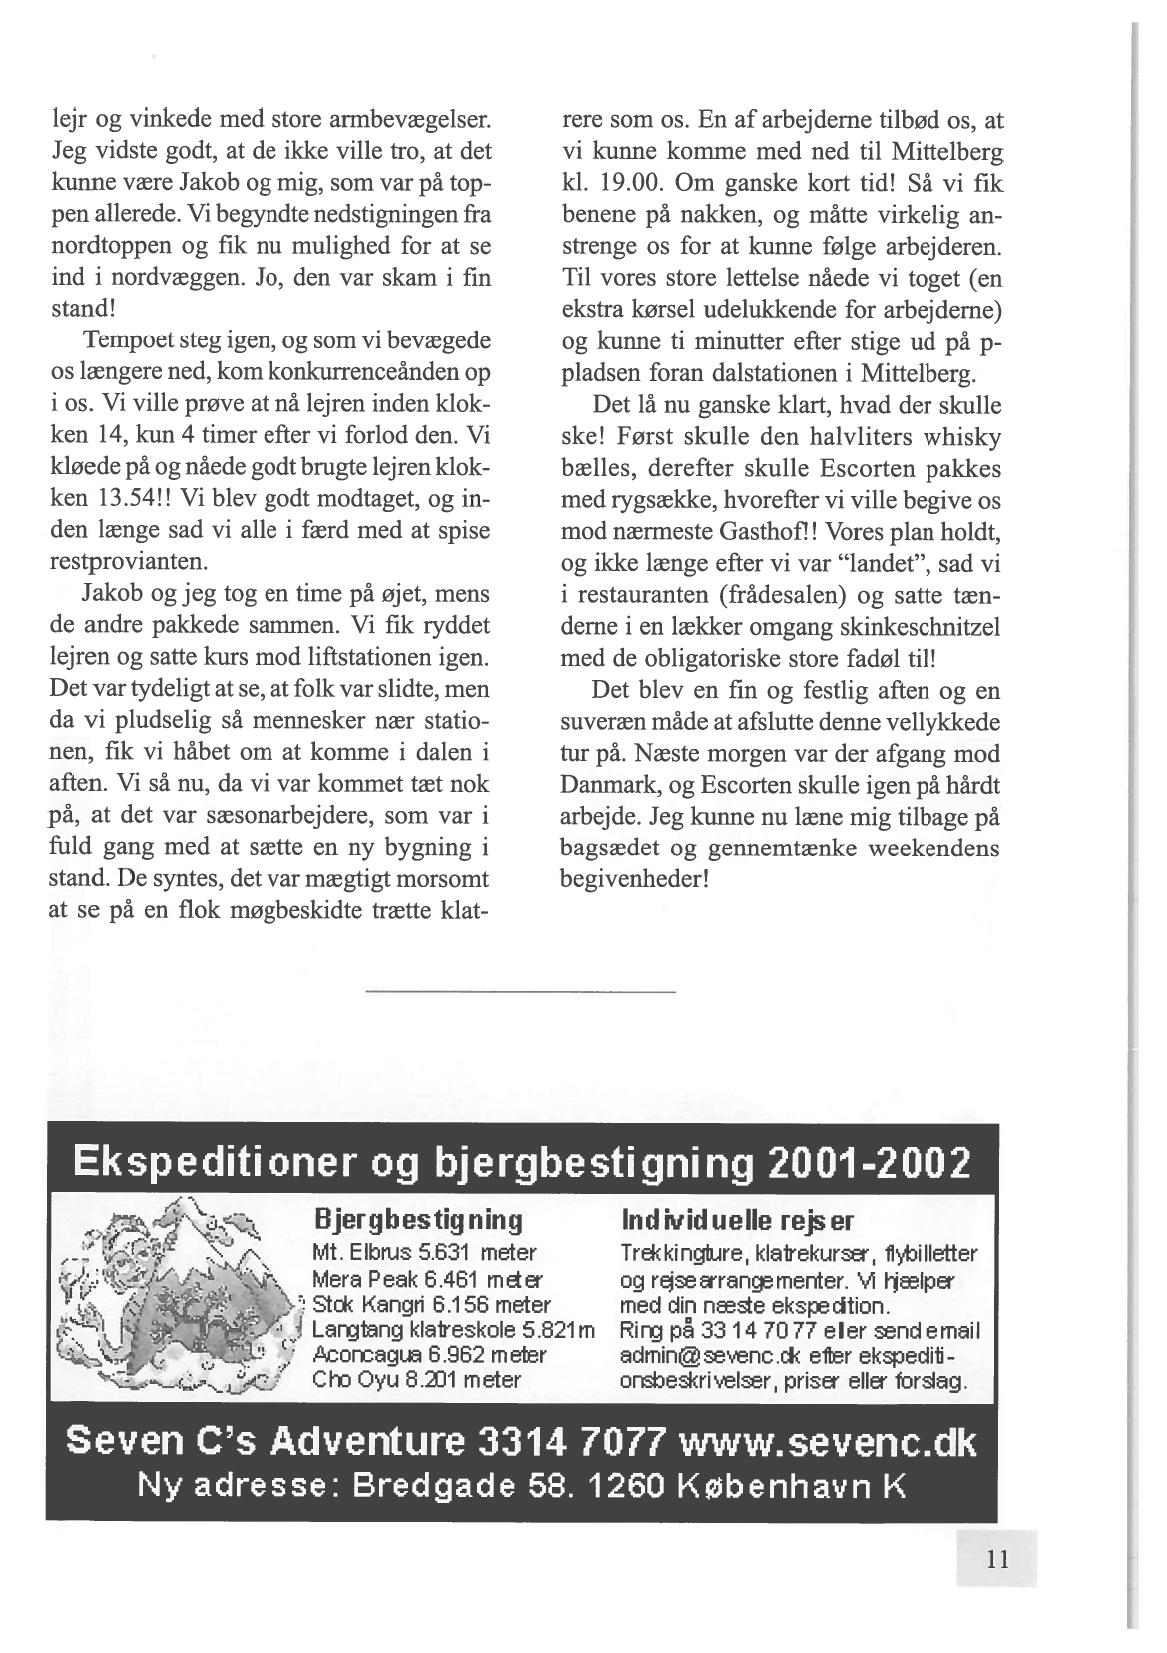 lejr og vinkede med store armbevægelser.
Jeg vidste godt, at de ikke ville tro, at det
kunne være Jakob og mig, som var på top-
pen allerede. Vi begyndte nedstigningen fra
nordtoppen og fik nu mulighed for at se
ind i nordvæggen. Jo, den var skam i fin
stand!
Tempoet steg igen, og som vi bevægede
os længere ned, kom konkurrenceånden op
i os. Vi ville prøve at nå lejren inden klok-
ken 14, kun 4 timer efter vi forlod den. Vi
kløede på og nåede godt brugte lejren klok-
ken 13.54!! Vi blev godt modtaget, og in-
den længe sad vi alle i færd med at spise
restprovianten.
Jakob og jeg tog en time på øjet, mens
de andre pakkede sammen. Vi fik ryddet
lejren og satte kurs mod liftstationen igen.
Det var tydeligt at se, at folk var slidte, men
da vi pludselig så mennesker nær statio-
nen, fik vi håbet om at komme i dalen i
aften. Vi så nu, da vi var kommet tæt nok
på, at det var sæsonarbejdere, som var i
fuld gang med at sætte en ny bygning i
stand. De syntes, det var mægtigt morsomt
at se på en flok møgbeskidte trætte klat-
rere som os. En af arbejderne tilbød os, at
vi kunne komme med ned til Mittelberg
kl. 19.00. Om ganske kort tid! Så vi fik
benene på nakken, og måtte virkelig an-
strenge os for at kunne følge arbejderen.
Til vores store lettelse nåede vi toget (en
ekstra kørsel udelukkende for arbejderne)
og kunne ti minutter efter stige ud på p-
pladsen foran dalstationen i Mittelberg.
Det lå nu ganske klart, hvad der skulle
ske! Først skulle den halvliters whisky
bælles, derefter skulle Escorten pakkes
med rygsække, hvorefter vi ville begive os
mod nærmeste Gasthof!! Vores plan holdt,
og ikke længe efter vi var “landet”, sad vi
i restauranten (frådesalen) og satte tæn-
derne i en lækker omgang skinkeschnitzel
med de obligatoriske store fadøl til!
Det blev en fin og festlig aften og en
suveræn måde at afslutte denne vellykkede
tur på. Næste morgen var der afgang mod
Danmark, og Escorten skulle igen på hårdt
arbejde. Jeg kunne nu læne mig tilbage på
bagsædet og gennemtænke weekendens
begivenheder!
Ekspeditioner og bjergbestigning 2001-2002
Bjergbestigning
Mt. Elbrus 5.631 meter
Mera Peak 6.461 meter
Stok Kangri 6.156 meter
Langtang klatreskole 5.821m
Aconcagua 6.962 meter
Cho Oyu 8.201 meter
Individuelle rejser
Trekkingture, klatrekurser, flybilletter
og rejsearrangementer. Vi hjælper
med din næste ekspedition.
Ring på 33 14 70 77 eller send email
admin@sevenc.dk efter ekspediti-
onsbeskrivelser, priser eller forslag.
Seven C's Adventure 3314 7077 www.sevenc.dk
Ny adresse: Bredgade 58. 1260 København K
11